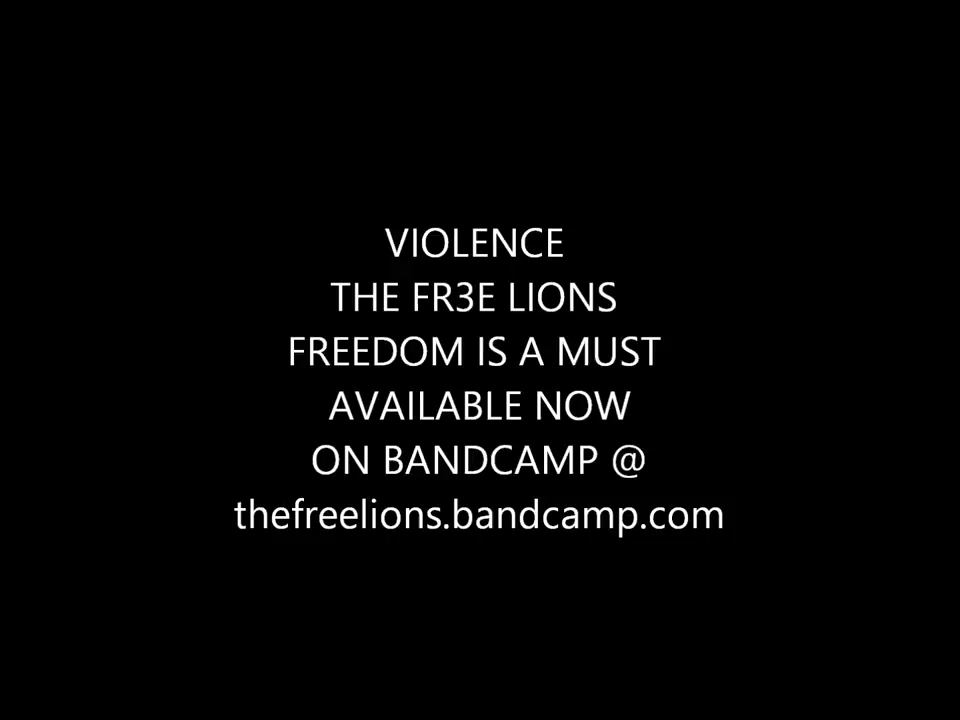 VIOLENCE
THE FR3E LIONS
FREEDOM IS A MUST
AVAILABLE NOW
ON BANDCAMP @
thefreelions.bandcamp.com